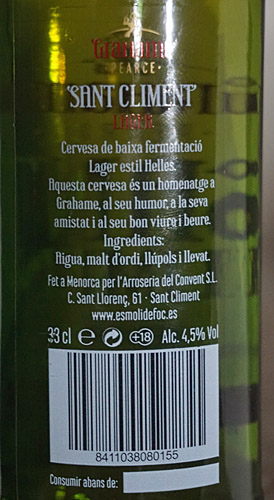 Grahame
PEARCE
SANT CLIMENT
LAGER
Cervesa de baixa fermentació
Lager estil Helles.
Aquesta cervesa és un homenatge a
Grahame, al seu humor, a la seva
amistat i al seu bon viure i beure.
Ingredients:
Aigua, malt d'ordi, llúpols i llevat.
Fet a Menorca per l'Arroseria del Convent S.L.
C. Sant Llorenç, 61 - Sant Climent
www.esmolidefoc.es
33 cl e +18 Alc. 4,5% Vol
8411038080155
Consumir abans de: